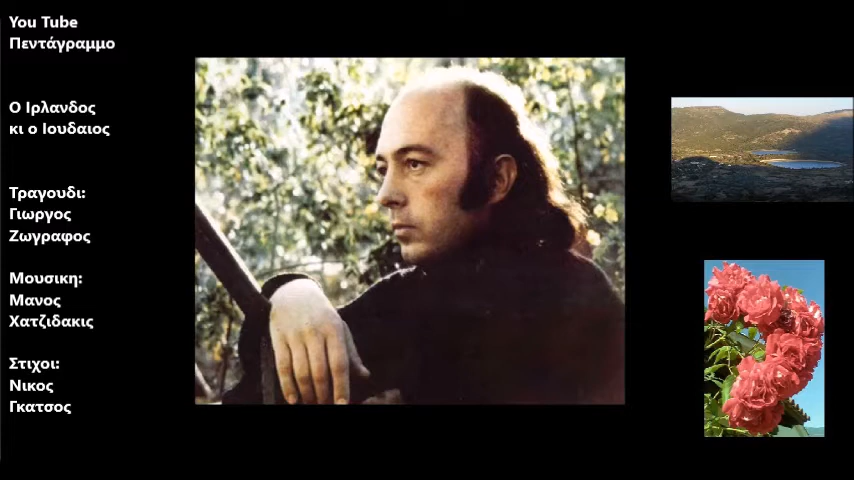 You Tube
Πεντάγραμμο
Ο Ιρλανδος
κι ο Ιουδαιος
Τραγουδι:
Γιωργος
Ζωγραφος
Μουσικη:
Μανος
Χατζιδακις
Στιχοι:
Νικος
Γκατσος